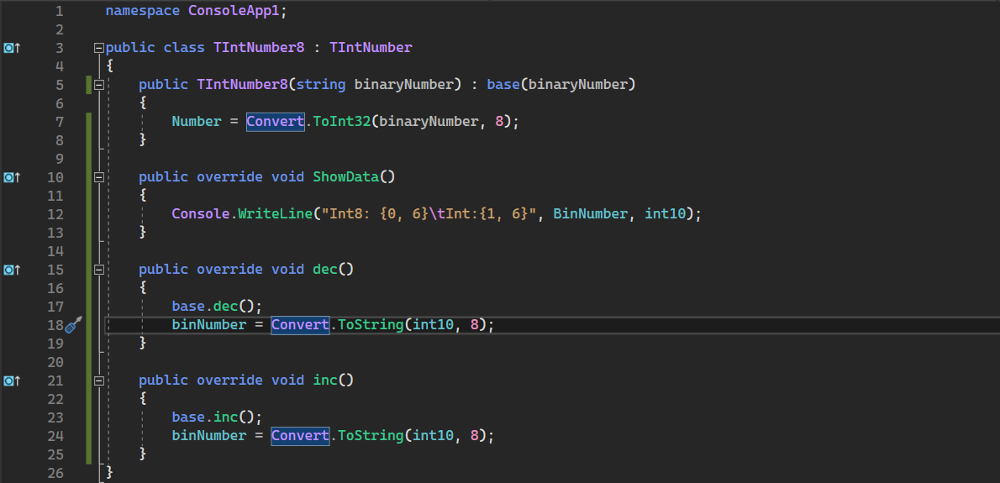 1 namespace ConsoleApp1;
2
3 public class TIntNumber8 : TIntNumber
4 {
5     public TIntNumber8(string binaryNumber) : base(binaryNumber)
6     {
7         Number = Convert.ToInt32(binaryNumber, 8);
8     }
9
10     public override void ShowData()
11     {
12         Console.WriteLine("Int8: {0, 6}\tInt:{1, 6}", BinNumber, int10);
13     }
14
15     public override void dec()
16     {
17         base.dec();
18         binNumber = Convert.ToString(int10, 8);
19     }
20
21     public override void inc()
22     {
23         base.inc();
24         binNumber = Convert.ToString(int10, 8);
25     }
26 }